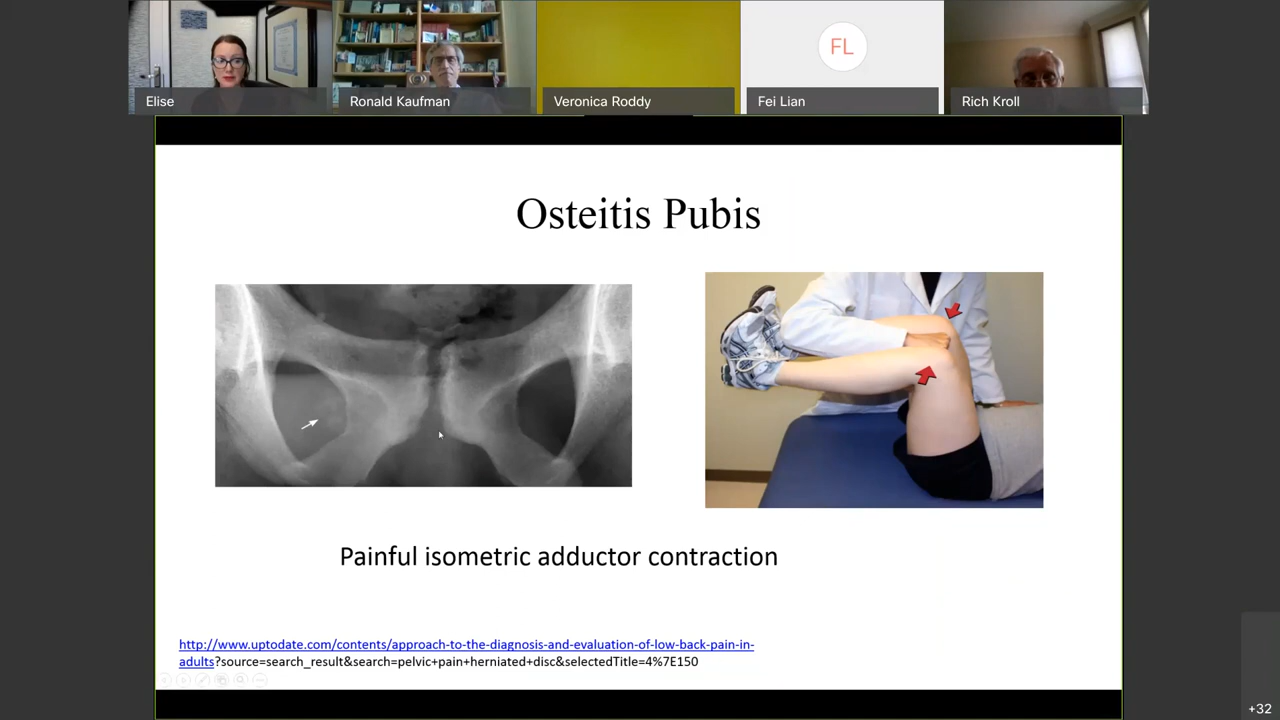 Elise
Ronald Kaufman
Veronica Roddy
FL
Fei Lian
Rich Kroll
Osteitis Pubis
Painful isometric adductor contraction
http://www.uptodate.com/contents/approach-to-the-diagnosis-and-evaluation-of-low-back-pain-in-
adults?source=search_result&search=pelvic+pain+herniated+disc&selectedTitle=4%7E150
+32